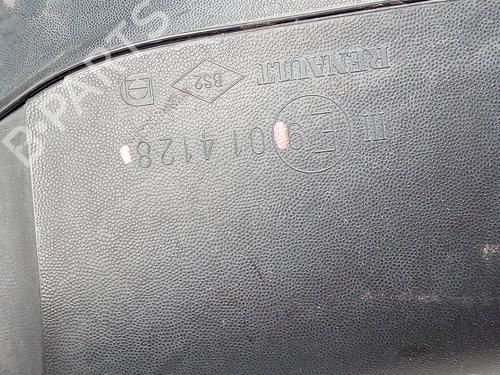 RENAULT
BS2
III E9 014128
B-PARTS